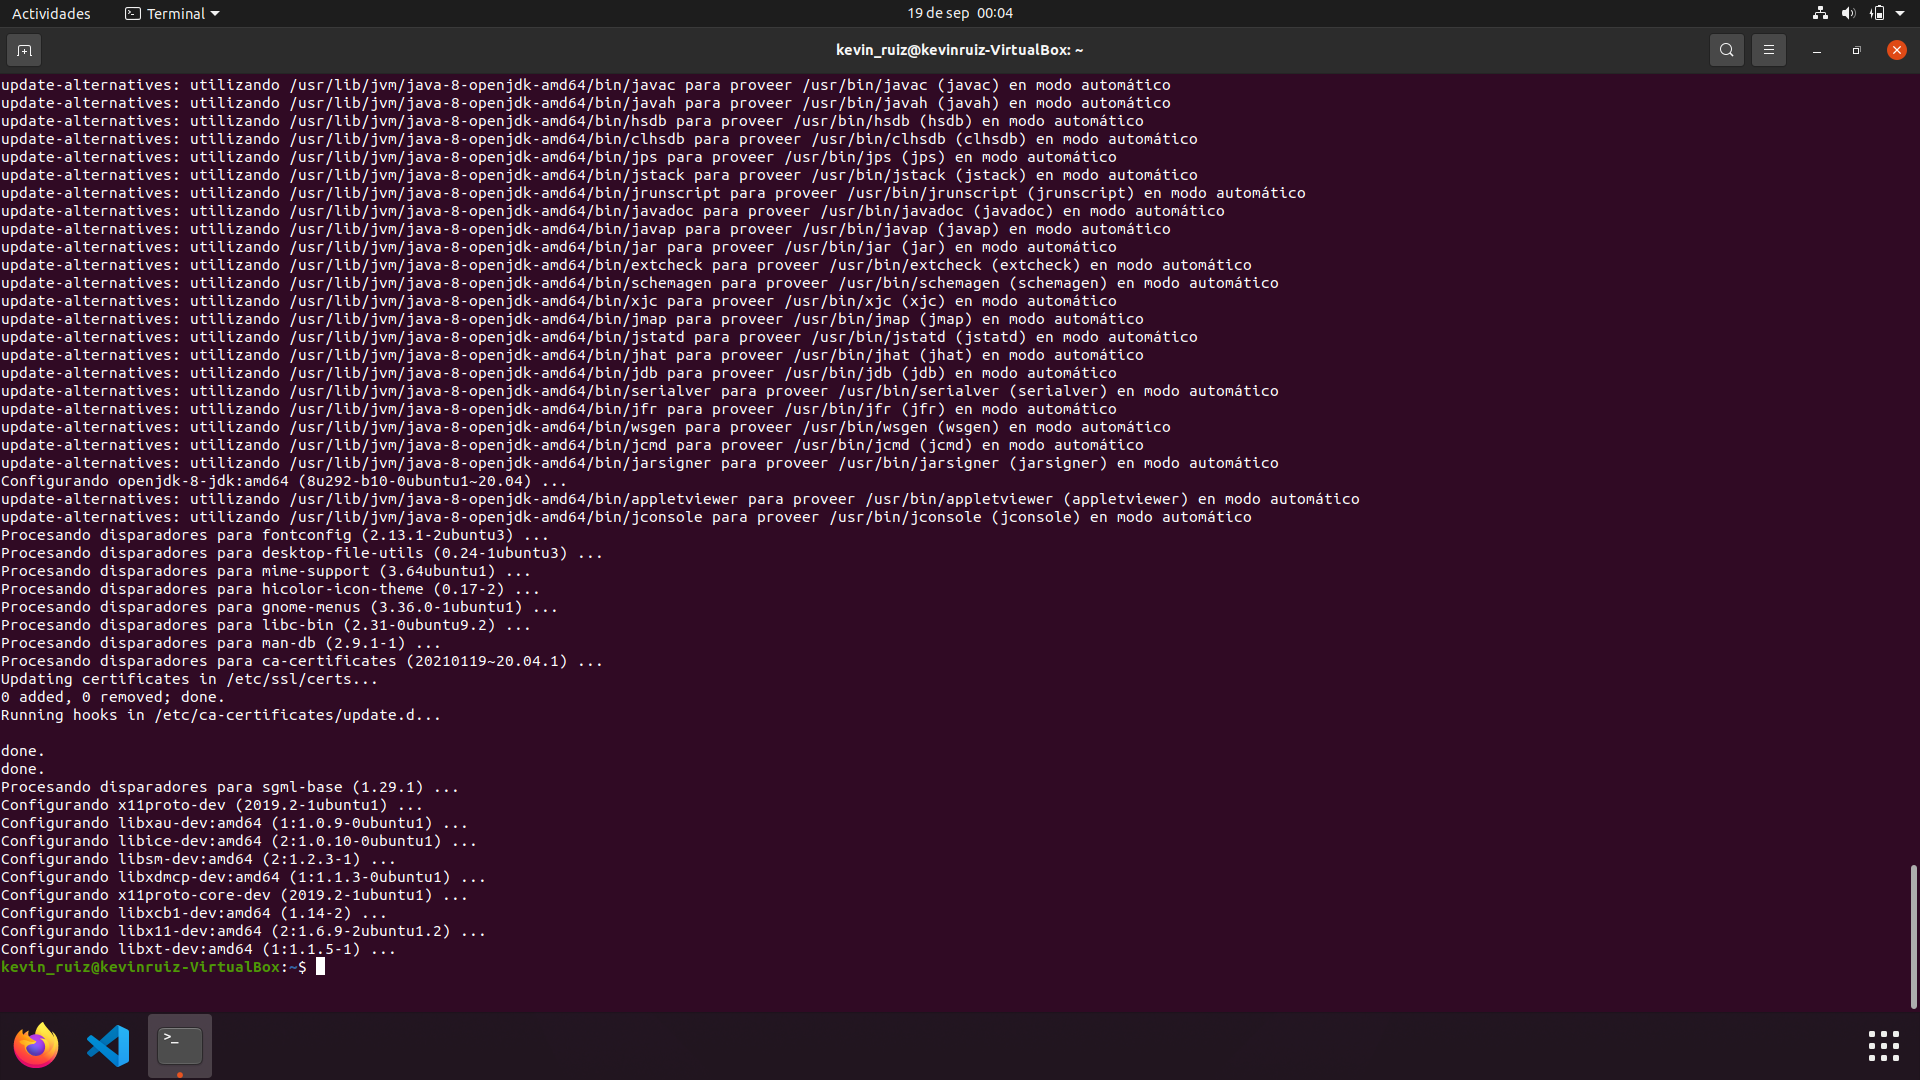 Actividades
Terminal
19 de sep 00:04
kevin_ruiz@kevinruiz-VirtualBox: ~
update-alternatives: utilizando /usr/lib/jvm/java-8-openjdk-amd64/bin/javac para proveer /usr/bin/javac (javac) en modo automático
update-alternatives: utilizando /usr/lib/jvm/java-8-openjdk-amd64/bin/javah para proveer /usr/bin/javah (javah) en modo automático
update-alternatives: utilizando /usr/lib/jvm/java-8-openjdk-amd64/bin/hsdb para proveer /usr/bin/hsdb (hsdb) en modo automático
update-alternatives: utilizando /usr/lib/jvm/java-8-openjdk-amd64/bin/clhsdb para proveer /usr/bin/clhsdb (clhsdb) en modo automático
update-alternatives: utilizando /usr/lib/jvm/java-8-openjdk-amd64/bin/jps para proveer /usr/bin/jps (jps) en modo automático
update-alternatives: utilizando /usr/lib/jvm/java-8-openjdk-amd64/bin/jstack para proveer /usr/bin/jstack (jstack) en modo automático
update-alternatives: utilizando /usr/lib/jvm/java-8-openjdk-amd64/bin/jrunscript para proveer /usr/bin/jrunscript (jrunscript) en modo automático
update-alternatives: utilizando /usr/lib/jvm/java-8-openjdk-amd64/bin/javadoc para proveer /usr/bin/javadoc (javadoc) en modo automático
update-alternatives: utilizando /usr/lib/jvm/java-8-openjdk-amd64/bin/javap para proveer /usr/bin/javap (javap) en modo automático
update-alternatives: utilizando /usr/lib/jvm/java-8-openjdk-amd64/bin/jar para proveer /usr/bin/jar (jar) en modo automático
update-alternatives: utilizando /usr/lib/jvm/java-8-openjdk-amd64/bin/extcheck para proveer /usr/bin/extcheck (extcheck) en modo automático
update-alternatives: utilizando /usr/lib/jvm/java-8-openjdk-amd64/bin/schemagen para proveer /usr/bin/schemagen (schemagen) en modo automático
update-alternatives: utilizando /usr/lib/jvm/java-8-openjdk-amd64/bin/xjc para proveer /usr/bin/xjc (xjc) en modo automático
update-alternatives: utilizando /usr/lib/jvm/java-8-openjdk-amd64/bin/jmap para proveer /usr/bin/jmap (jmap) en modo automático
update-alternatives: utilizando /usr/lib/jvm/java-8-openjdk-amd64/bin/jstatd para proveer /usr/bin/jstatd (jstatd) en modo automático
update-alternatives: utilizando /usr/lib/jvm/java-8-openjdk-amd64/bin/jhat para proveer /usr/bin/jhat (jhat) en modo automático
update-alternatives: utilizando /usr/lib/jvm/java-8-openjdk-amd64/bin/jdb para proveer /usr/bin/jdb (jdb) en modo automático
update-alternatives: utilizando /usr/lib/jvm/java-8-openjdk-amd64/bin/serialver para proveer /usr/bin/serialver (serialver) en modo automático
update-alternatives: utilizando /usr/lib/jvm/java-8-openjdk-amd64/bin/jfr para proveer /usr/bin/jfr (jfr) en modo automático
update-alternatives: utilizando /usr/lib/jvm/java-8-openjdk-amd64/bin/wsgen para proveer /usr/bin/wsgen (wsgen) en modo automático
update-alternatives: utilizando /usr/lib/jvm/java-8-openjdk-amd64/bin/jcmd para proveer /usr/bin/jcmd (jcmd) en modo automático
update-alternatives: utilizando /usr/lib/jvm/java-8-openjdk-amd64/bin/jarsigner para proveer /usr/bin/jarsigner (jarsigner) en modo automático
Configurando openjdk-8-jdk:amd64 (8u292-b10-0ubuntu1~20.04) ...
update-alternatives: utilizando /usr/lib/jvm/java-8-openjdk-amd64/bin/appletviewer para proveer /usr/bin/appletviewer (appletviewer) en modo automático
update-alternatives: utilizando /usr/lib/jvm/java-8-openjdk-amd64/bin/jconsole para proveer /usr/bin/jconsole (jconsole) en modo automático
Procesando disparadores para fontconfig (2.13.1-2ubuntu3) ...
Procesando disparadores para desktop-file-utils (0.24-1ubuntu3) ...
Procesando disparadores para mime-support (3.64ubuntu1) ...
Procesando disparadores para hicolor-icon-theme (0.17-2) ...
Procesando disparadores para gnome-menus (3.36.0-1ubuntu1) ...
Procesando disparadores para libc-bin (2.31-0ubuntu9.2) ...
Procesando disparadores para man-db (2.9.1-1) ...
Procesando disparadores para ca-certificates (20210119~20.04.1) ...
Updating certificates in /etc/ssl/certs...
0 added, 0 removed; done.
Running hooks in /etc/ca-certificates/update.d...
done.
done.
Procesando disparadores para sgml-base (1.29.1) ...
Configurando x11proto-dev (2019.2-1ubuntu1) ...
Configurando libxau-dev:amd64 (1:1.0.9-0ubuntu1) ...
Configurando libice-dev:amd64 (2:1.0.10-0ubuntu1) ...
Configurando libsm-dev:amd64 (2:1.2.3-1) ...
Configurando libxdmcp-dev:amd64 (1:1.1.3-0ubuntu1) ...
Configurando x11proto-core-dev (2019.2-1ubuntu1) ...
Configurando libxcb1-dev:amd64 (1.14-2) ...
Configurando libx11-dev:amd64 (2:1.6.9-2ubuntu1.2) ...
Configurando libxt-dev:amd64 (1:1.1.5-1) ...
kevin_ruiz@kevinruiz-VirtualBox:~$
>_